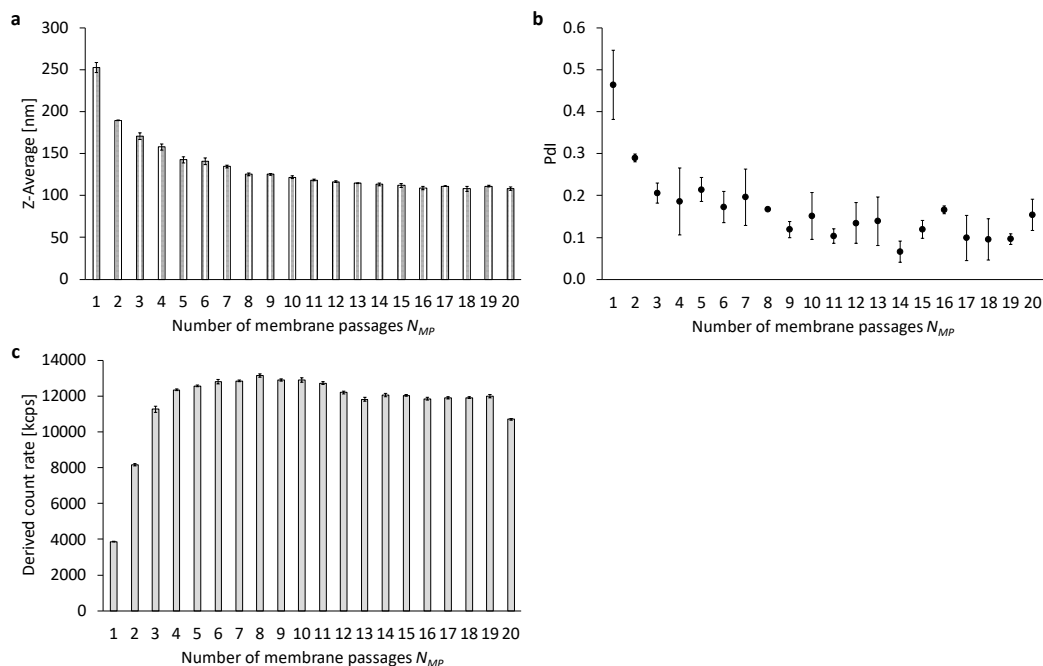 a
Z-Average [nm]
300
250
200
150
100
50
0
1 2 3 4 5 6 7 8 9 10 11 12 13 14 15 16 17 18 19 20
Number of membrane passages N_MP
b
PdI
0.6
0.5
0.4
0.3
0.2
0.1
0.0
1 2 3 4 5 6 7 8 9 10 11 12 13 14 15 16 17 18 19 20
Number of membrane passages N_MP
c
Derived count rate [kcps]
14000
12000
10000
8000
6000
4000
2000
0
1 2 3 4 5 6 7 8 9 10 11 12 13 14 15 16 17 18 19 20
Number of membrane passages N_MP